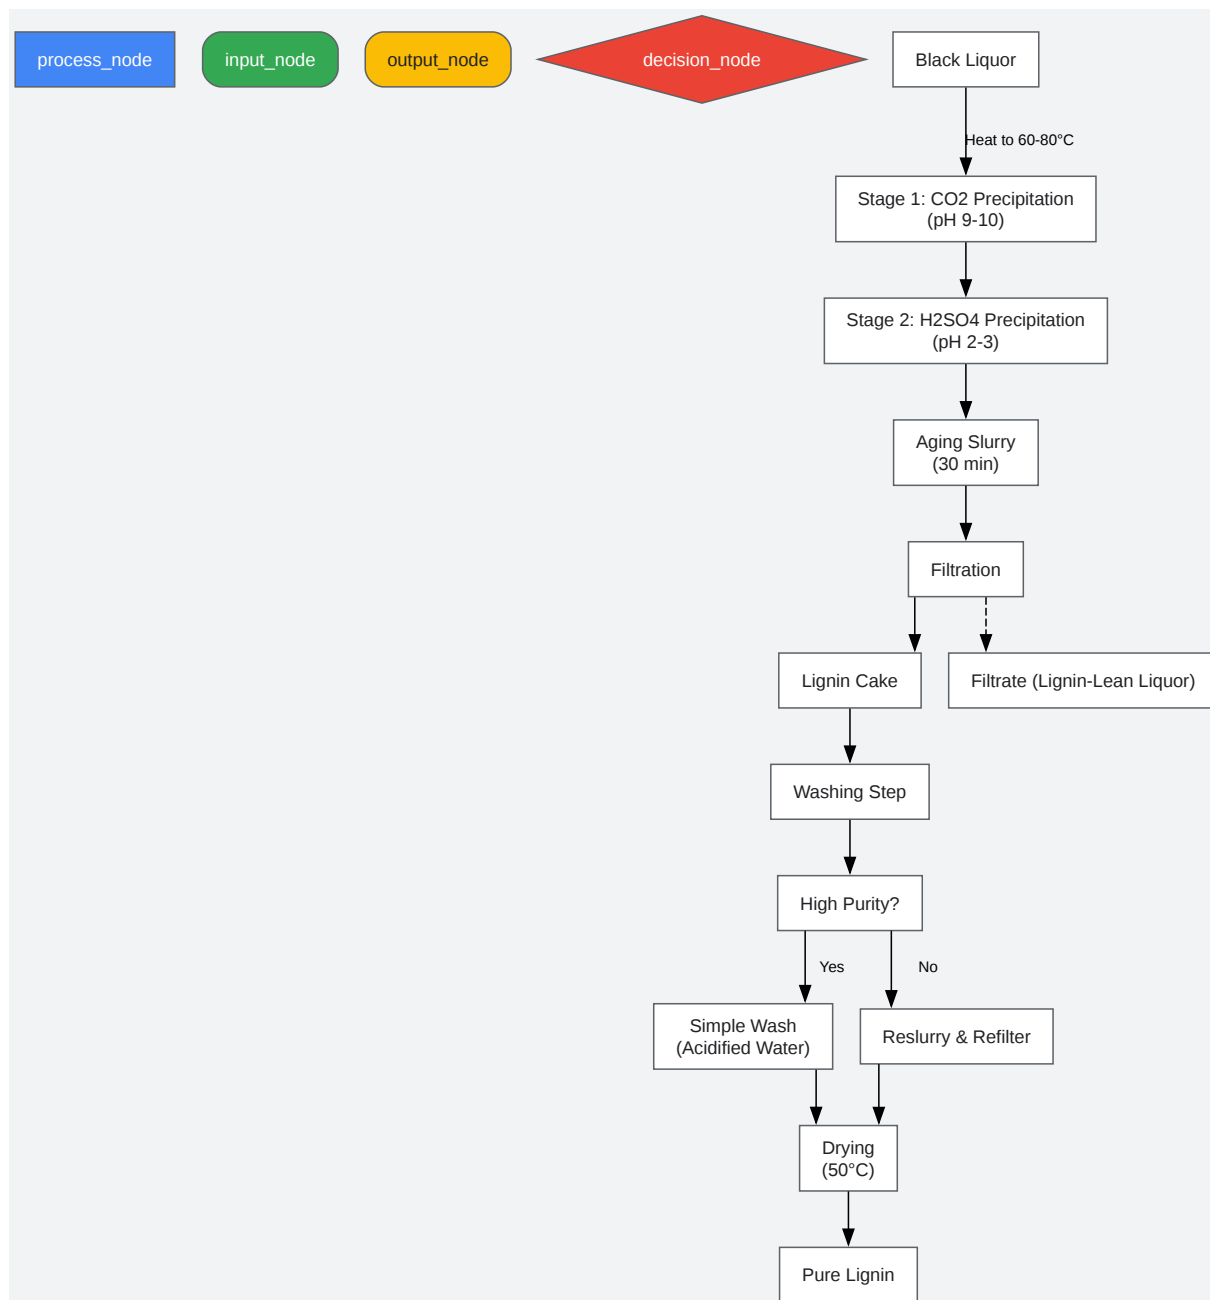 process_node
input_node
output_node
decision_node
Black Liquor
Heat to 60-80°C
Stage 1: CO2 Precipitation
(pH 9-10)
Stage 2: H2SO4 Precipitation
(pH 2-3)
Aging Slurry
(30 min)
Filtration
Lignin Cake
Filtrate (Lignin-Lean Liquor)
Washing Step
High Purity?
Yes
No
Simple Wash
(Acidified Water)
Reslurry & Refilter
Drying
(50°C)
Pure Lignin